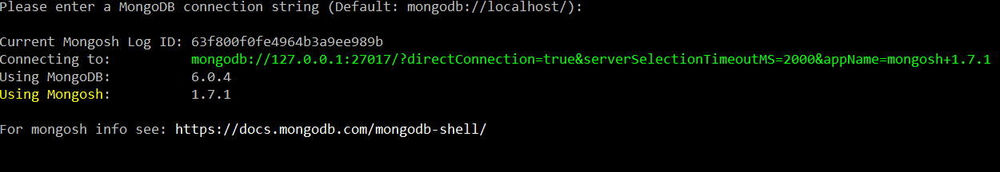 Please enter a MongoDB connection string (Default: mongodb://localhost/):
Current Mongosh Log ID: 63f800f0fe4964b3a9ee989b
Connecting to: mongodb://127.0.0.1:27017/?directConnection=true&serverSelectionTimeoutMS=2000&appName=mongosh+1.7.1
Using MongoDB: 6.0.4
Using Mongosh: 1.7.1
For mongosh info see: https://docs.mongodb.com/mongodb-shell/